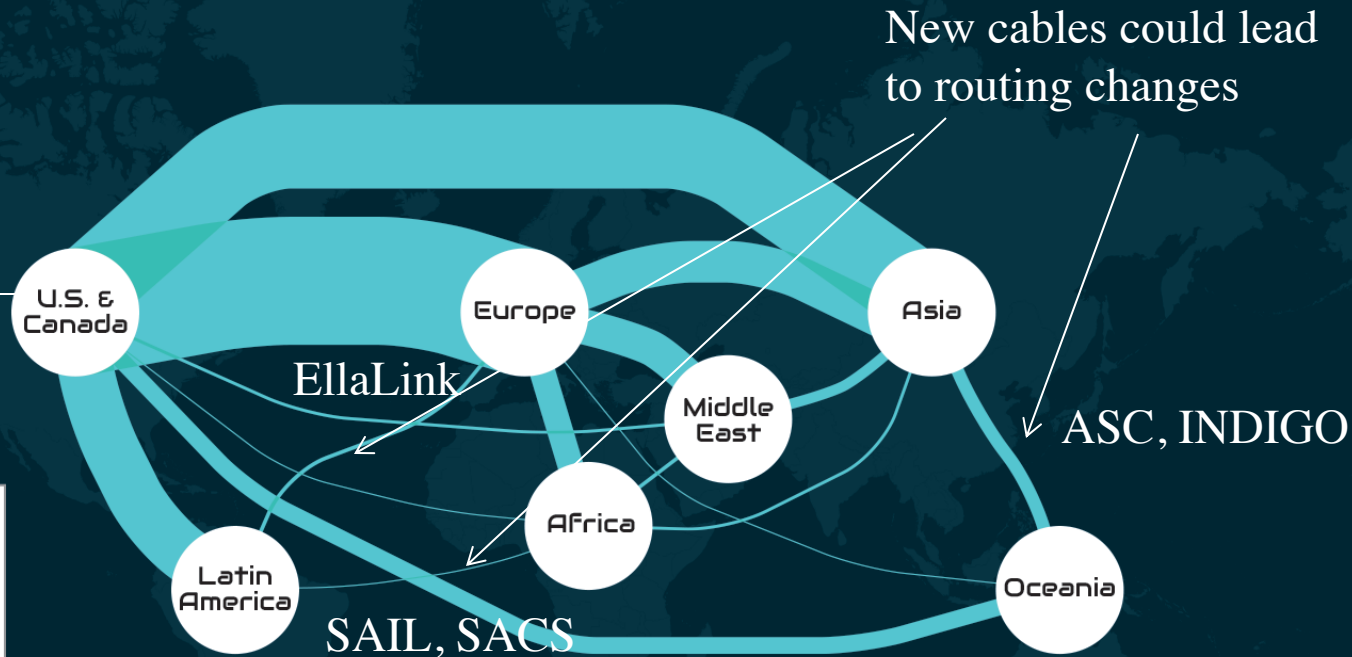 New cables could lead
to routing changes
U.S. &
Canada
Europe
Asia
EllaLink
Middle
East
ASC, INDIGO
Africa
Latin
America
Oceania
SAIL, SACS